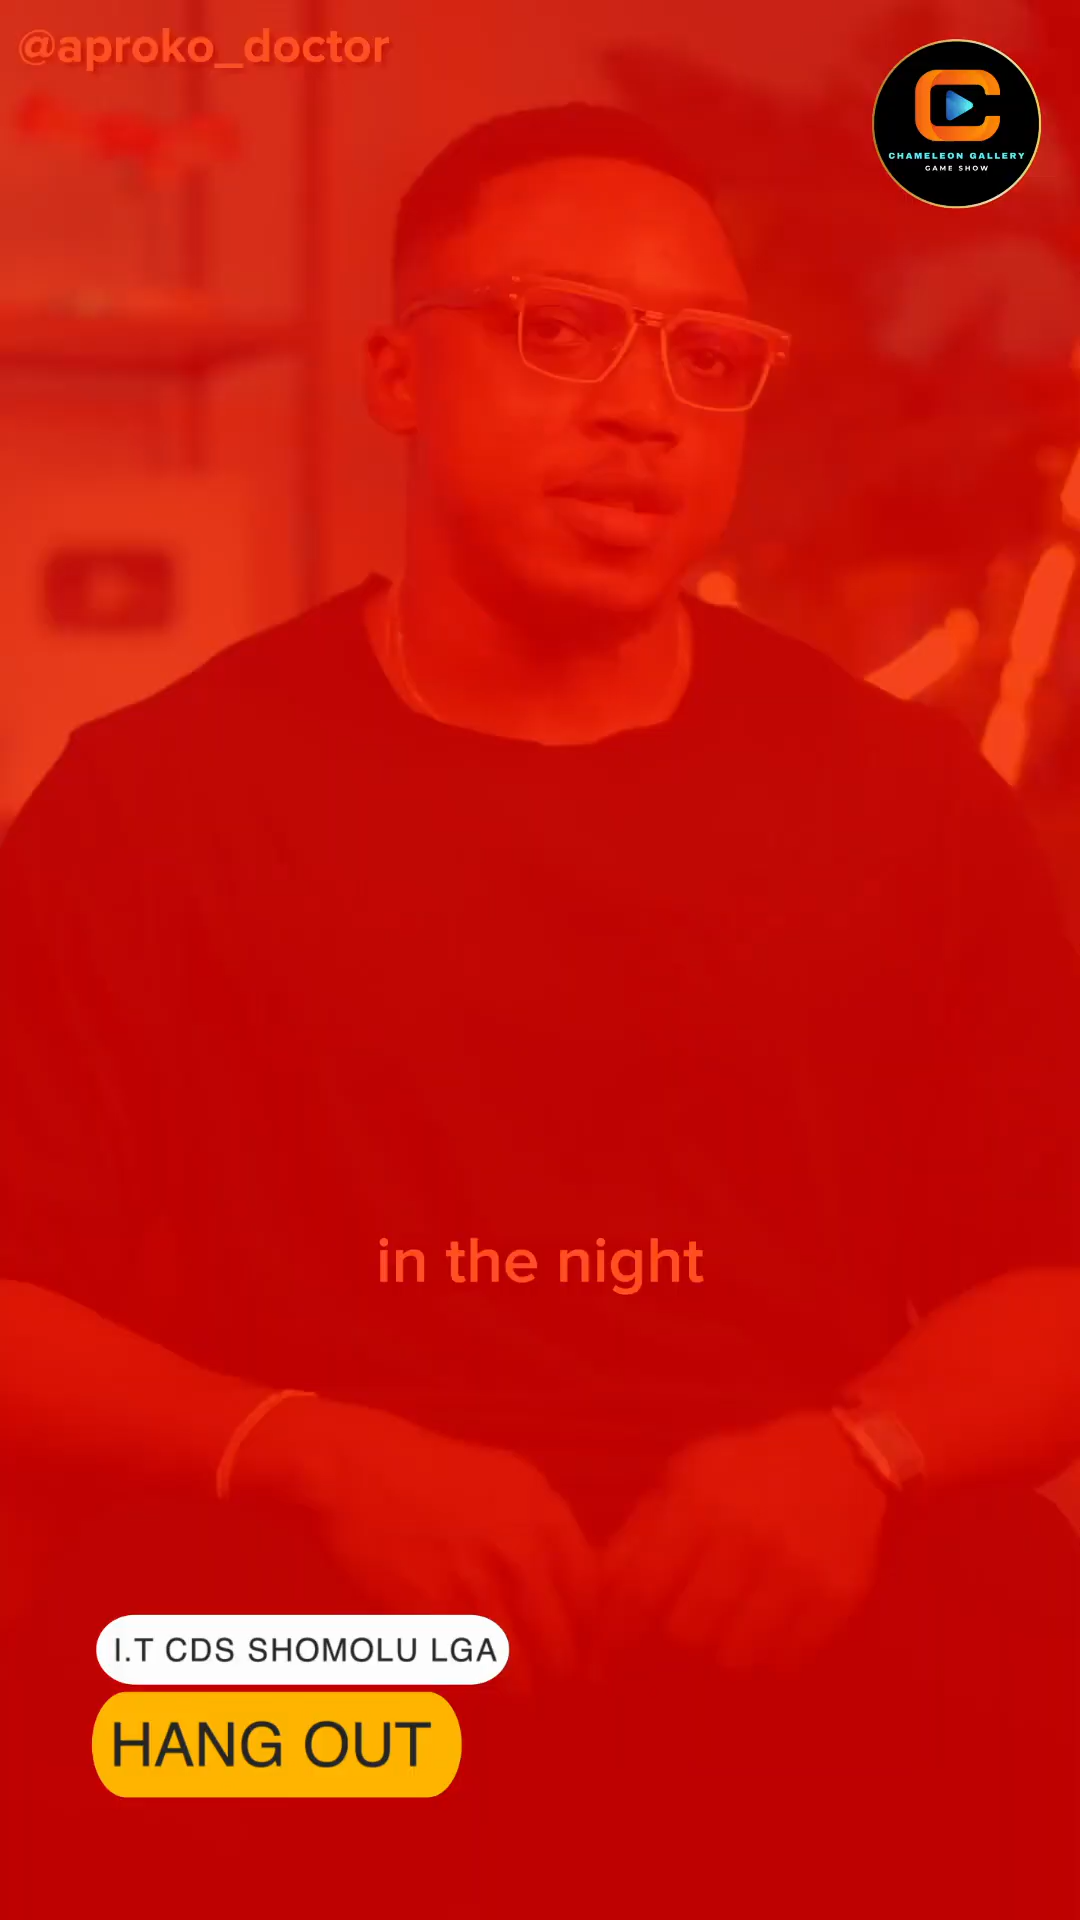 @aproko_doctor
CHAMELEON GALLERY
GAME SHOW
in the night
I.T CDS SHOMOLU LGA
HANG OUT